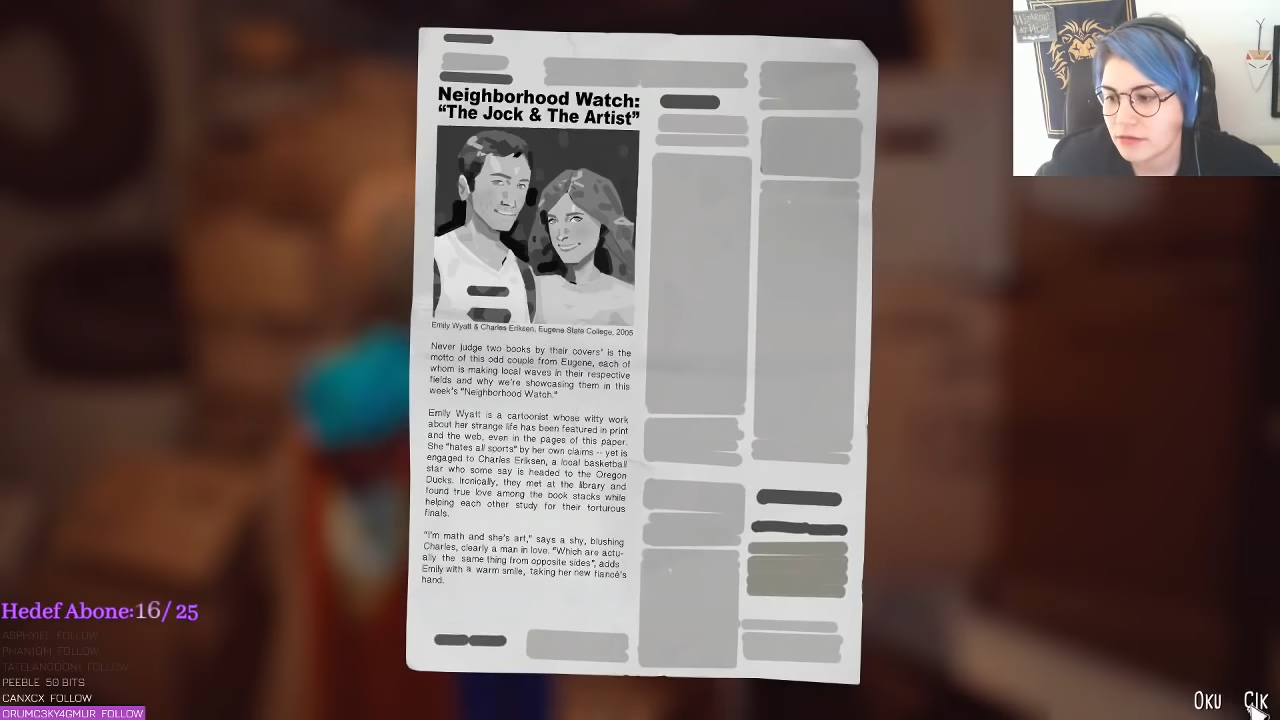 Neighborhood Watch:
“The Jock & The Artist”
Emily Wyatt & Charles Eriksen, Eugene State College, 2005
Never judge two books by their covers" is the
motto of this odd couple from Eugene, each of
whom is making local waves in their respective
fields and why we're showcasing them in this
week's "Neighborhood Watch."
Emily Wyatt is a cartoonist whose witty work
about her strange life has been featured in print
and the web, even in the pages of this paper.
She "hates all sports" by her own claims -- yet is
engaged to Charles Eriksen, a local basketball
star who some say is headed to the Oregon
Ducks. Ironically, they met at the library and
found true love among the book stacks while
helping each other study for their torturous
finals.
"I'm math and she's art," says a shy, blushing
Charles, clearly a man in love. "Which are actu-
ally the same thing from opposite sides", adds
Emily with a warm smile, taking her new fiancé's
hand.
Hedef Abone:16/25
PHANTOM FOLLOW
PEEBLE 50 BITS
CANXCX FOLLOW
ORUMC3KY4GMUR FOLLOW
Oku
Çık